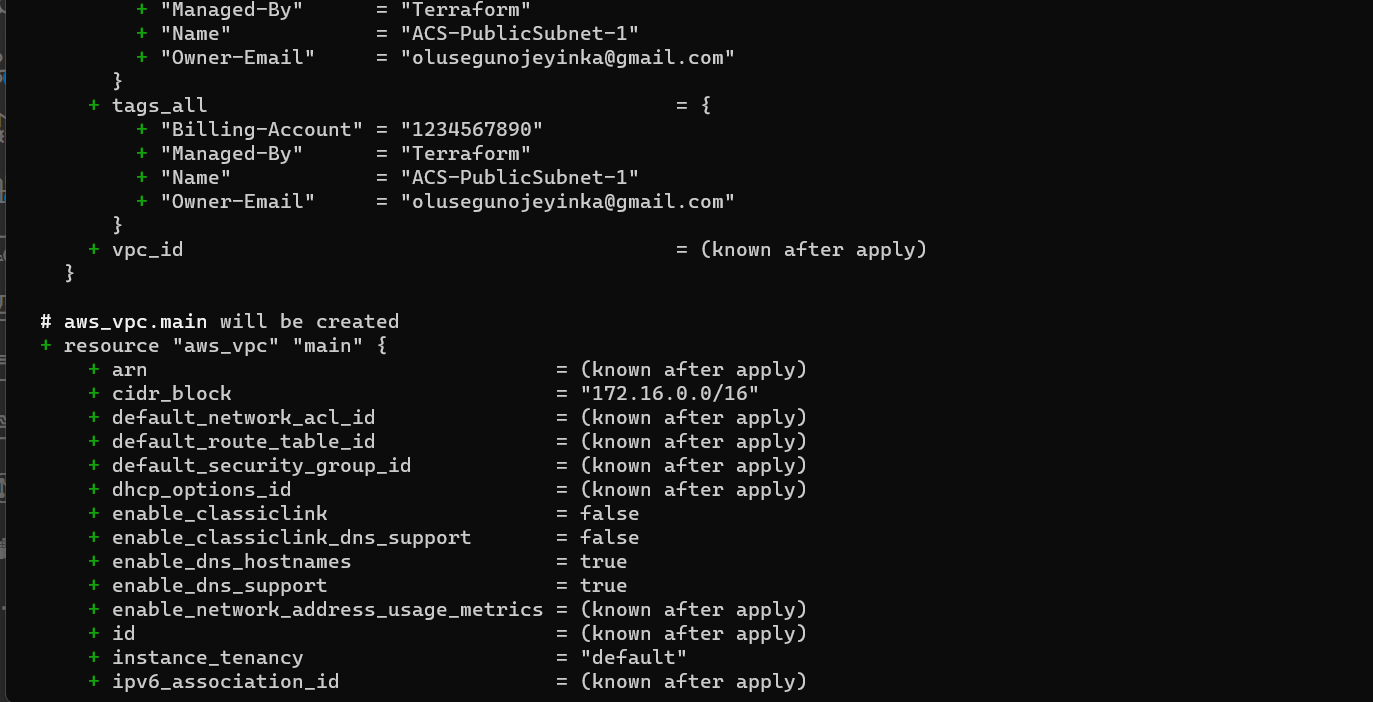 + "Managed-By"      = "Terraform"
+ "Name"            = "ACS-PublicSubnet-1"
+ "Owner-Email"     = "olusegunojeyinka@gmail.com"
}
+ tags_all                                       = {
+ "Billing-Account" = "1234567890"
+ "Managed-By"      = "Terraform"
+ "Name"            = "ACS-PublicSubnet-1"
+ "Owner-Email"     = "olusegunojeyinka@gmail.com"
}
+ vpc_id                                         = (known after apply)
}
# aws_vpc.main will be created
+ resource "aws_vpc" "main" {
+ arn                                  = (known after apply)
+ cidr_block                           = "172.16.0.0/16"
+ default_network_acl_id               = (known after apply)
+ default_route_table_id               = (known after apply)
+ default_security_group_id            = (known after apply)
+ dhcp_options_id                      = (known after apply)
+ enable_classiclink                   = false
+ enable_classiclink_dns_support       = false
+ enable_dns_hostnames                 = true
+ enable_dns_support                   = true
+ enable_network_address_usage_metrics = (known after apply)
+ id                                   = (known after apply)
+ instance_tenancy                     = "default"
+ ipv6_association_id                  = (known after apply)